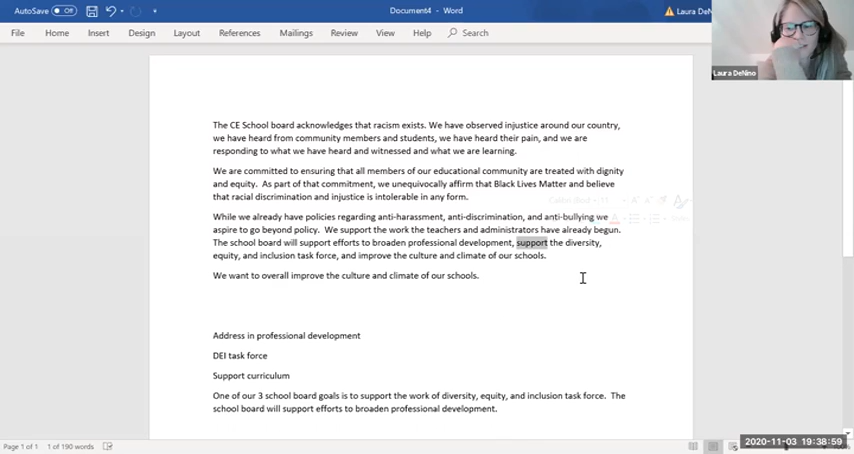 AutoSave Off Document4 - Word Laura DeN
File Home Insert Design Layout References Mailings Review View Help Search
Laura DeNino
The CE School board acknowledges that racism exists. We have observed injustice around our country,
we have heard from community members and students, we have heard their pain, and we are
responding to what we have heard and witnessed and what we are learning.
We are committed to ensuring that all members of our educational community are treated with dignity
and equity. As part of that commitment, we unequivocally affirm that Black Lives Matter and believe
that racial discrimination and injustice is intolerable in any form.
While we already have policies regarding anti-harassment, anti-discrimination, and anti-bullying we
aspire to go beyond policy. We support the work the teachers and administrators have already begun.
The school board will support efforts to broaden professional development, support the diversity,
equity, and inclusion task force, and improve the culture and climate of our schools.
We want to overall improve the culture and climate of our schools.
Address in professional development
DEI task force
Support curriculum
One of our 3 school board goals is to support the work of diversity, equity, and inclusion task force. The
school board will support efforts to broaden professional development.
Page 1 of 1 1 of 190 words
2020-11-03 19:38:59